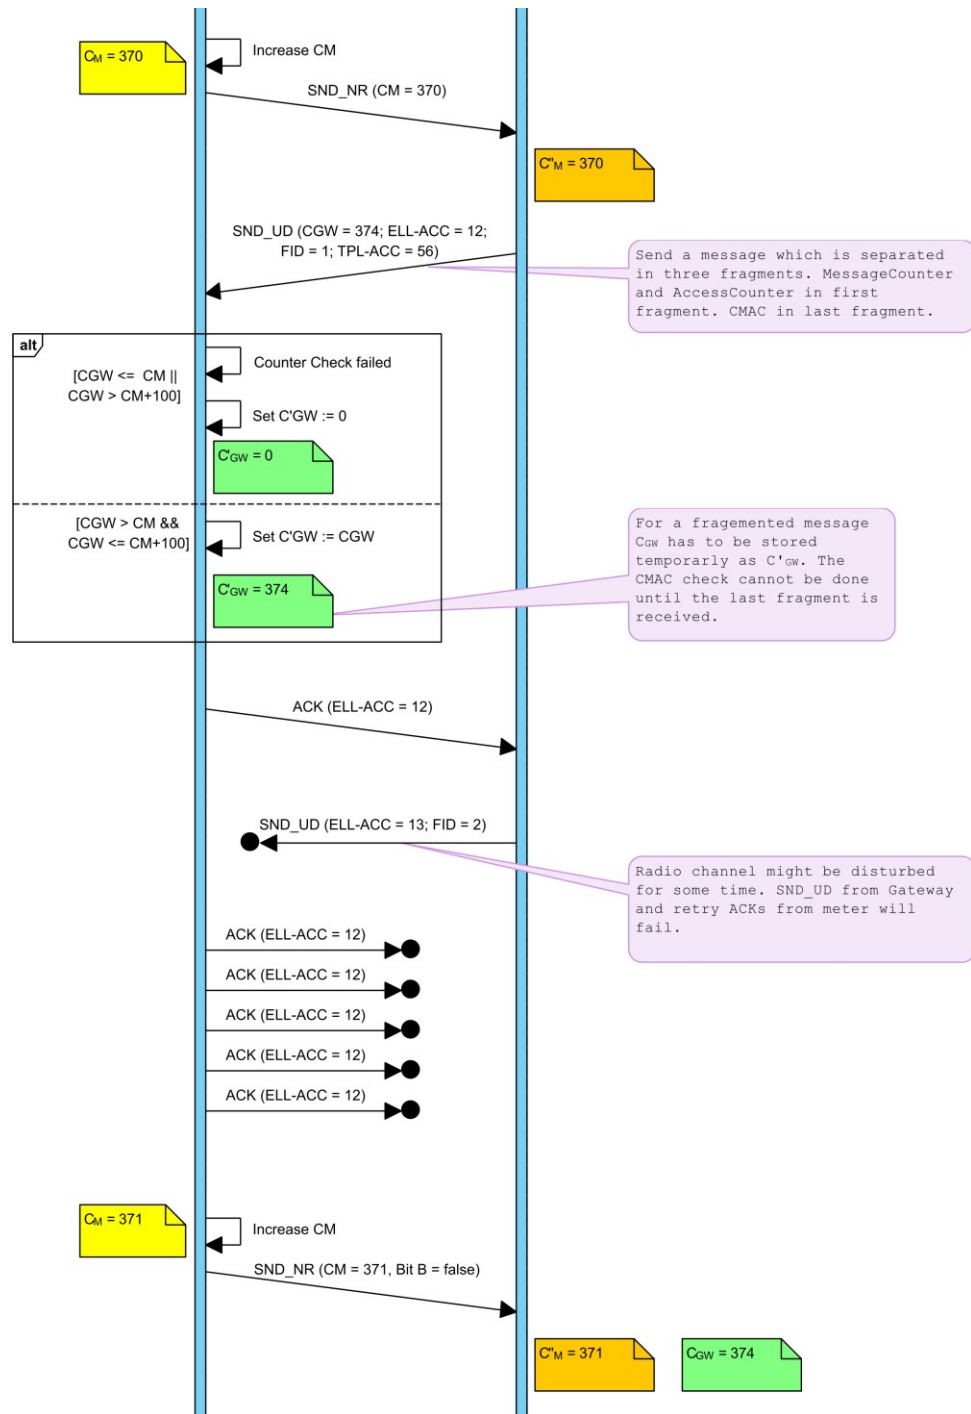 Increase CM
CM = 370
SND_NR (CM = 370)
C"M = 370
SND_UD (CGW = 374; ELL-ACC = 12;
FID = 1; TPL-ACC = 56)
Send a message which is separated
in three fragments. MessageCounter
and AccessCounter in first
fragment. CMAC in last fragment.
alt
[CGW <= CM ||
CGW > CM+100]
Counter Check failed
Set C'GW := 0
C'GW = 0
[CGW > CM &&
CGW <= CM+100]
Set C'GW := CGW
C'GW = 374
For a fragemented message
CGW has to be stored
temporarly as C'GW. The
CMAC check cannot be done
until the last fragment is
received.
ACK (ELL-ACC = 12)
SND_UD (ELL-ACC = 13; FID = 2)
Radio channel might be disturbed
for some time. SND_UD from Gateway
and retry ACKs from meter will
fail.
ACK (ELL-ACC = 12)
ACK (ELL-ACC = 12)
ACK (ELL-ACC = 12)
ACK (ELL-ACC = 12)
ACK (ELL-ACC = 12)
CM = 371
Increase CM
SND_NR (CM = 371, Bit B = false)
C"M = 371
CGW = 374